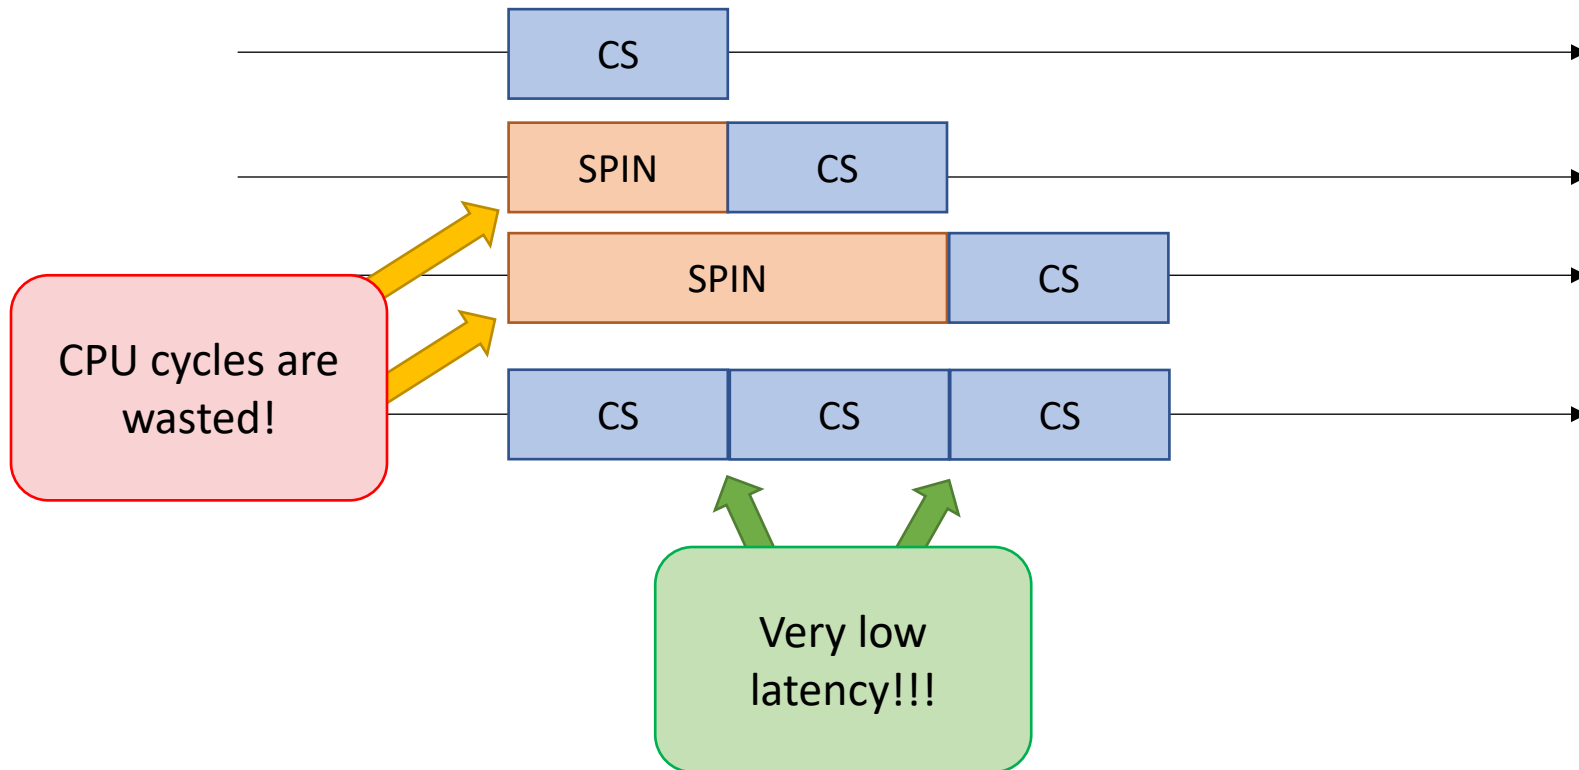 CS
SPIN CS
SPIN CS
CPU cycles are
wasted!
CS CS CS
Very low
latency!!!